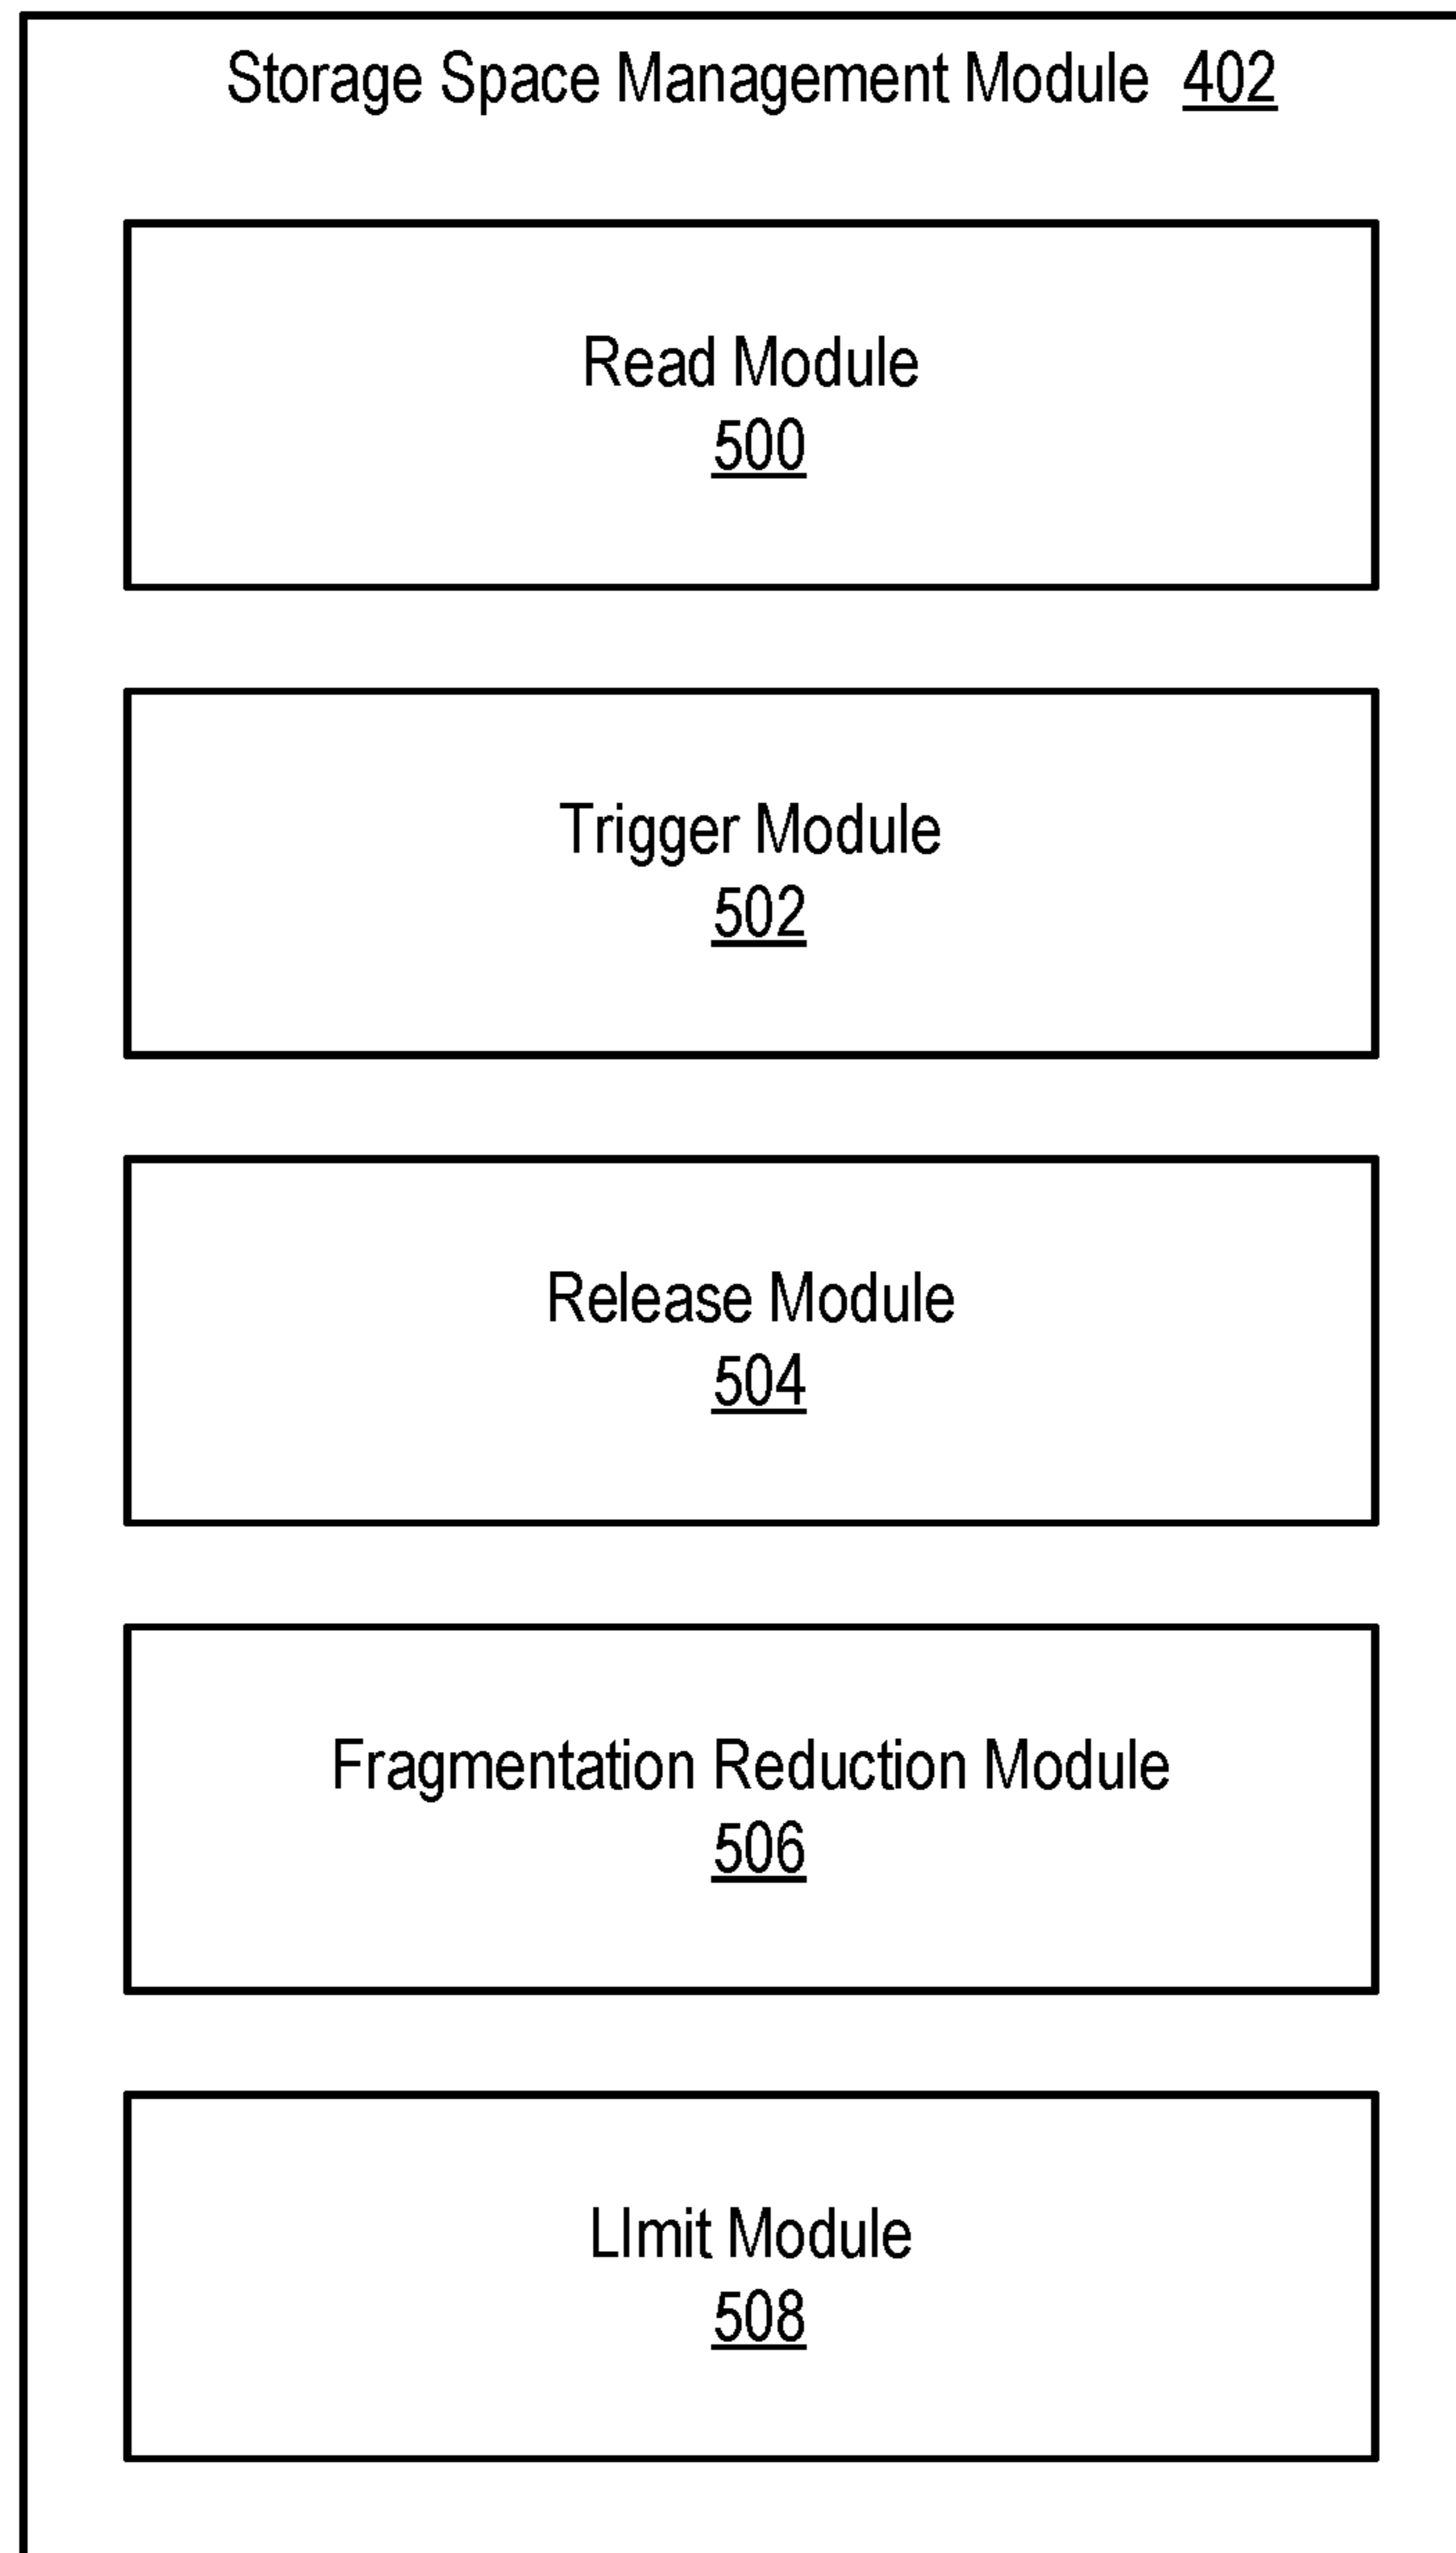 Storage Space Management Module 402
Read Module
500
Trigger Module
502
Release Module
504
Fragmentation Reduction Module
506
LImit Module
508